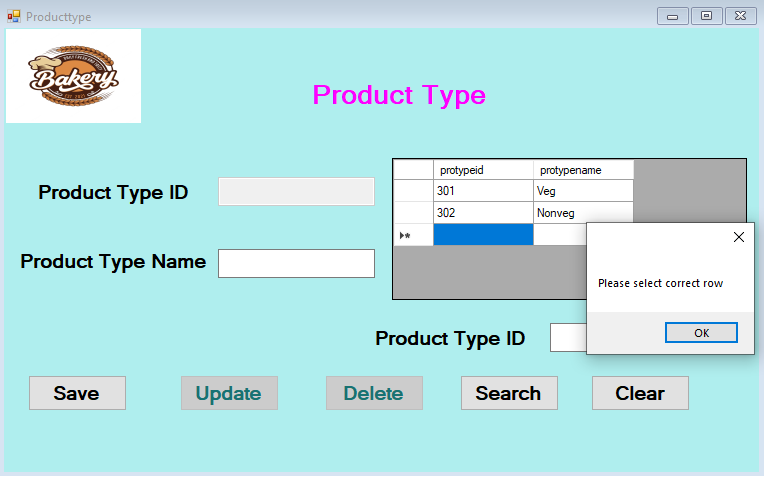 Producttype
Bakery
Product Type
Product Type ID
protypeid protypename
301 Veg
302 Nonveg
Product Type Name
Please select correct row
OK
Product Type ID
Save Update Delete Search Clear